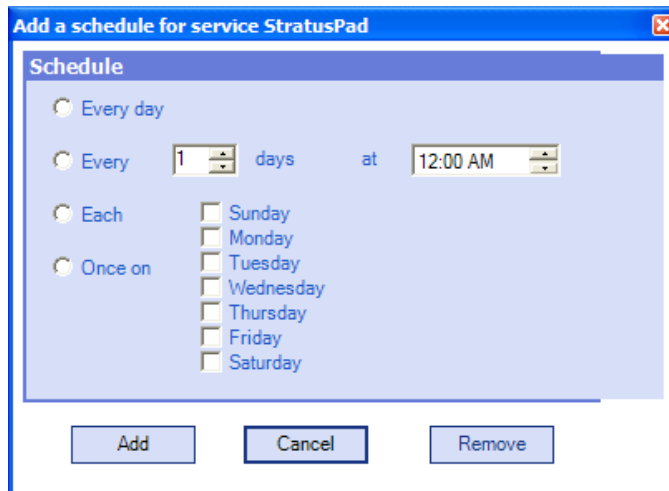 Add a schedule for service StratusPad
Schedule
Every day
Every 1 days at 12:00 AM
Each
Sunday
Monday
Once on
Tuesday
Wednesday
Thursday
Friday
Saturday
Add Cancel Remove